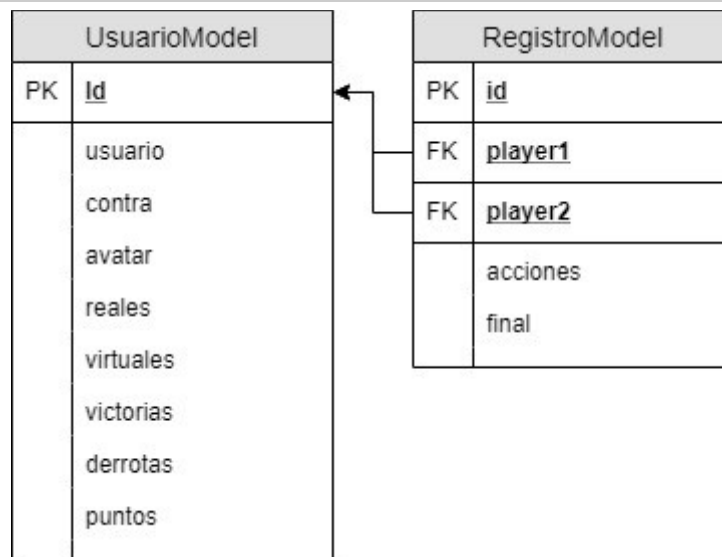 UsuarioModel
PK Id
usuario
contra
avatar
reales
virtuales
victorias
derrotas
puntos
RegistroModel
PK id
FK player1
FK player2
acciones
final